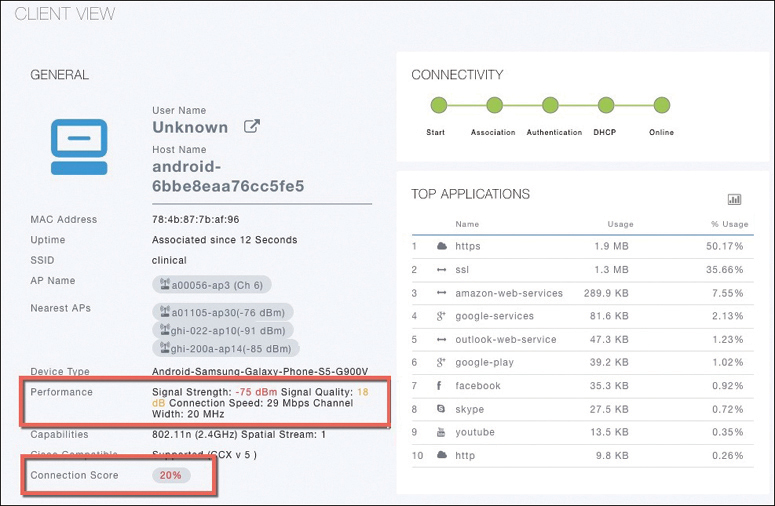 CLIENT VIEW
GENERAL
User Name
Unknown
Host Name
android-
6bbe8eaa76cc5fe5
MAC Address 78:4b:87:7b:af:96
Uptime Associated since 12 Seconds
SSID clinical
AP Name a00056-ap3 (Ch 6)
Nearest APs a01105-ap30(-76 dBm)
ghi-022-ap10(-91 dBm)
ghi-200a-ap14(-85 dBm)
Device Type Android-Samsung-Galaxy-Phone-S5-G900V
Performance Signal Strength: -75 dBm Signal Quality: 18
dB Connection Speed: 29 Mbps Channel
Width: 20 MHz
Capabilities 802.11n (2.4GHz) Spatial Stream: 1
Cisco Compatible Supported (CCX v 5 )
Connection Score 20%
CONNECTIVITY
Start Association Authentication DHCP Online
TOP APPLICATIONS
Name Usage % Usage
1 https 1.9 MB 50.17%
2 ssl 1.3 MB 35.66%
3 amazon-web-services 289.9 KB 7.55%
4 google-services 81.6 KB 2.13%
5 outlook-web-service 47.3 KB 1.23%
6 google-play 39.2 KB 1.02%
7 facebook 35.3 KB 0.92%
8 skype 27.5 KB 0.72%
9 youtube 13.5 KB 0.35%
10 http 9.8 KB 0.26%